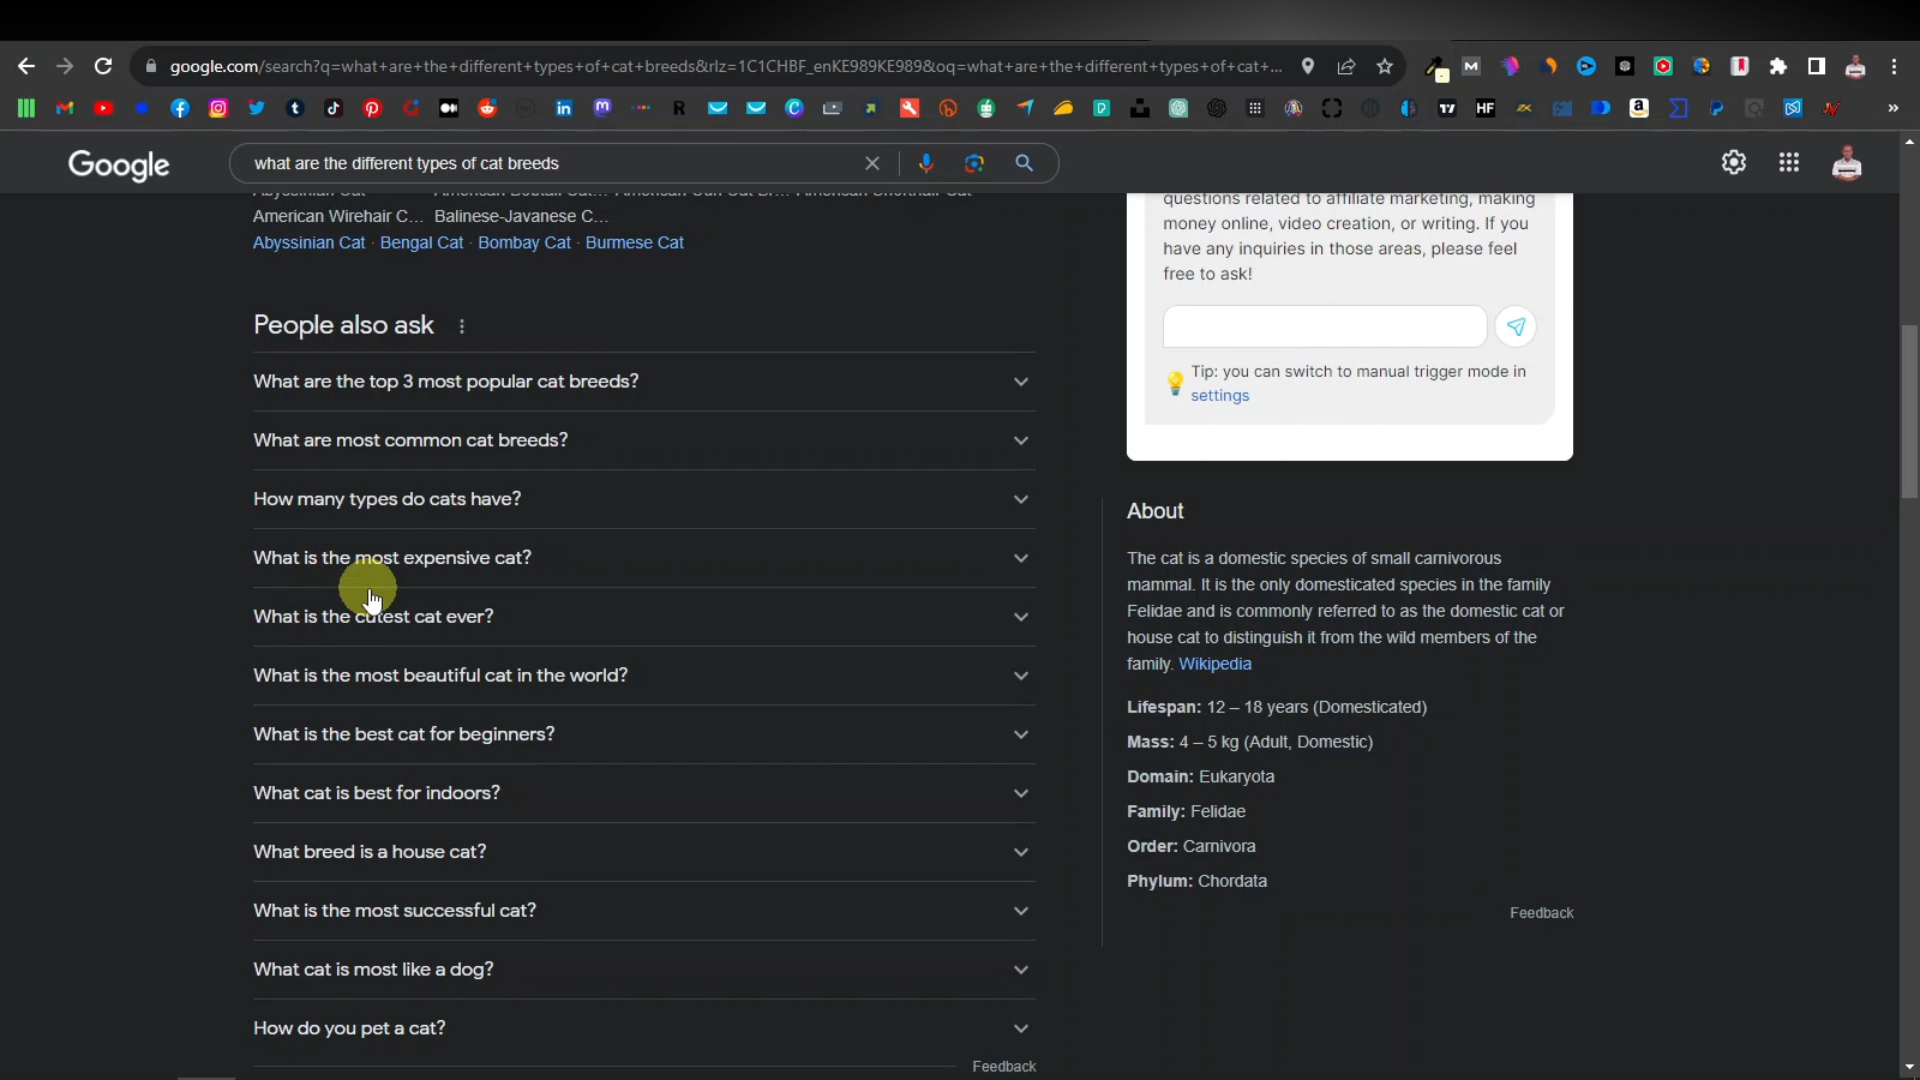 google.com/search?q=what+are+the+different+types+of+cat+breeds&rlz=1C1CHBF_enKE989KE989&oq=what+are+the+different+types+of+cat+...
Google
what are the different types of cat breeds
American Wirehair C... Balinese-Javanese C...
Abyssinian Cat · Bengal Cat · Bombay Cat · Burmese Cat
People also ask
What are the top 3 most popular cat breeds?
What are most common cat breeds?
How many types do cats have?
What is the most expensive cat?
What is the cutest cat ever?
What is the most beautiful cat in the world?
What is the best cat for beginners?
What cat is best for indoors?
What breed is a house cat?
What is the most successful cat?
What cat is most like a dog?
How do you pet a cat?
Feedback
questions related to affiliate marketing, making
money online, video creation, or writing. If you
have any inquiries in those areas, please feel
free to ask!
Tip: you can switch to manual trigger mode in
settings
About
The cat is a domestic species of small carnivorous
mammal. It is the only domesticated species in the family
Felidae and is commonly referred to as the domestic cat or
house cat to distinguish it from the wild members of the
family. Wikipedia
Lifespan: 12 – 18 years (Domesticated)
Mass: 4 – 5 kg (Adult, Domestic)
Domain: Eukaryota
Family: Felidae
Order: Carnivora
Phylum: Chordata
Feedback